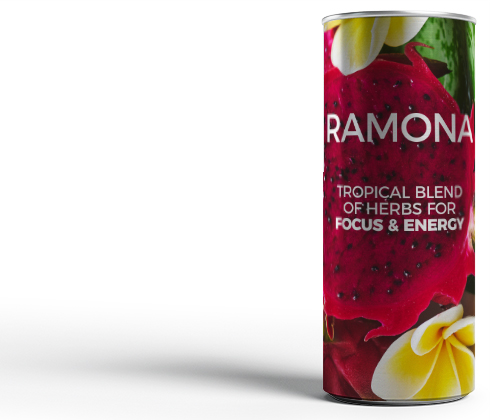 RAMONA
TROPICAL BLEND
OF HERBS FOR
FOCUS & ENERGY